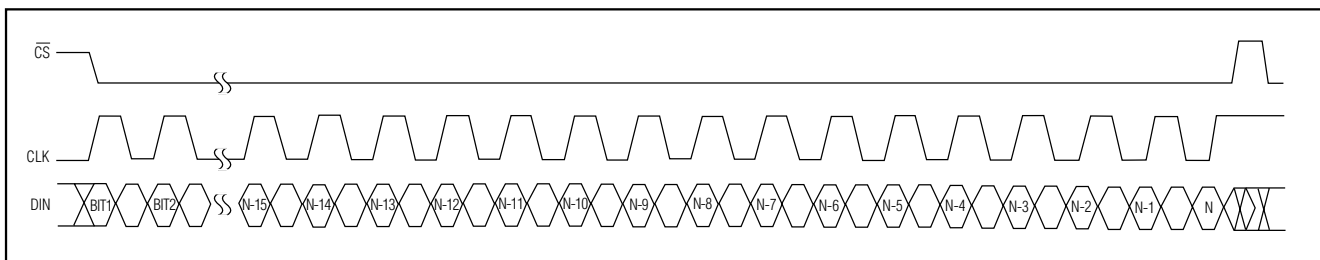 C̅S̅
CLK
DIN BIT1 BIT2 N-15 N-14 N-13 N-12 N-11 N-10 N-9 N-8 N-7 N-6 N-5 N-4 N-3 N-2 N-1 N